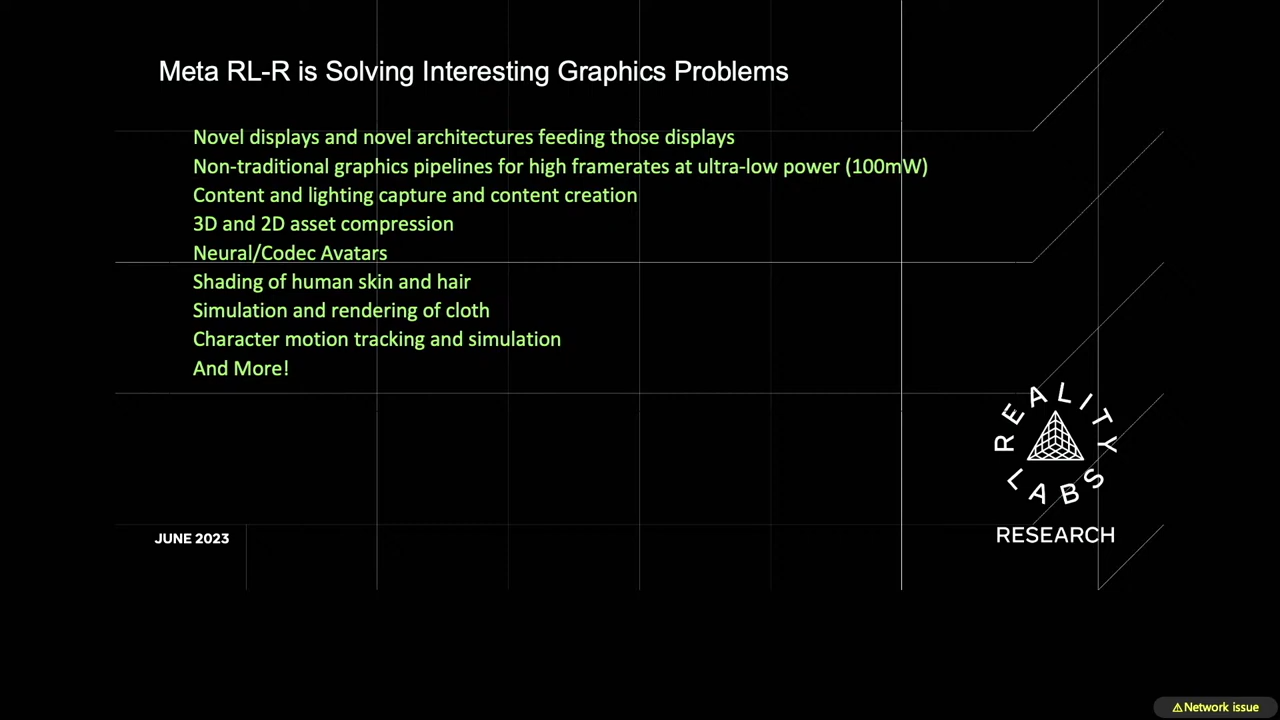 Meta RL-R is Solving Interesting Graphics Problems
Novel displays and novel architectures feeding those displays
Non-traditional graphics pipelines for high framerates at ultra-low power (100mW)
Content and lighting capture and content creation
3D and 2D asset compression
Neural/Codec Avatars
Shading of human skin and hair
Simulation and rendering of cloth
Character motion tracking and simulation
And More!
REALITY LABS
RESEARCH
JUNE 2023
⚠Network issue